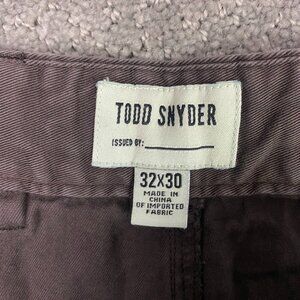 TODD SNYDER
ISSUED BY:
32X30
MADE IN
CHINA
OF IMPORTED
FABRIC